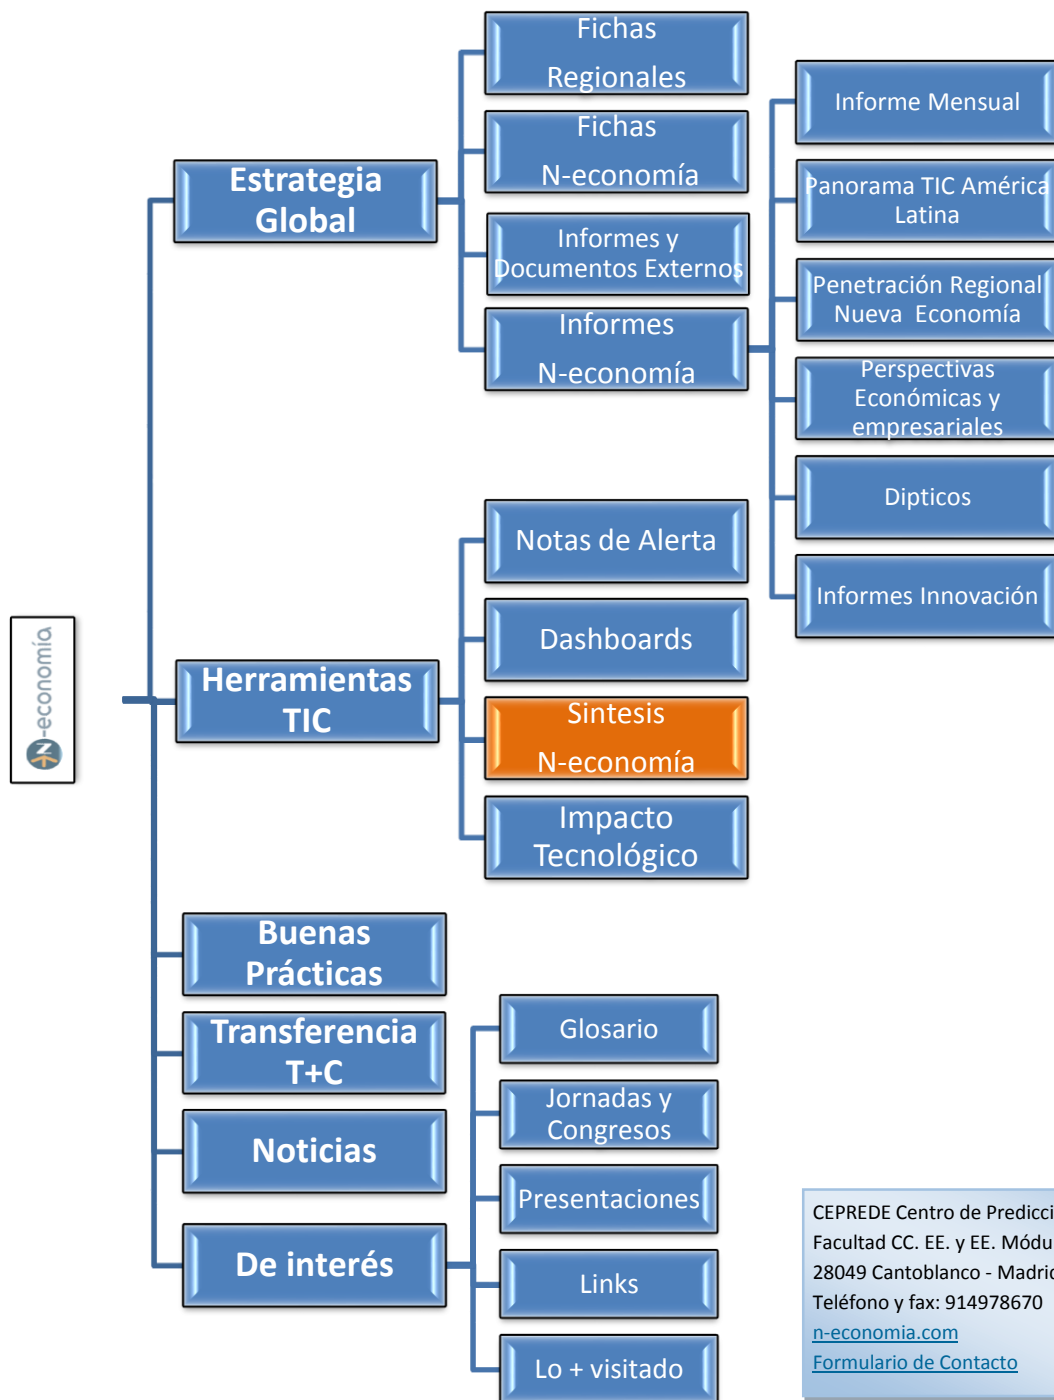 N-economía
Estrategia
Global
Fichas
Regionales
Fichas
N-economía
Informes y
Documentos Externos
Informes
N-economía
Informe Mensual
Panorama TIC América
Latina
Penetración Regional
Nueva Economía
Perspectivas
Económicas y
empresariales
Dipticos
Informes Innovación
Herramientas
TIC
Notas de Alerta
Dashboards
Sintesis
N-economía
Impacto
Tecnológico
Buenas
Prácticas
Transferencia
T+C
Noticias
De interés
Glosario
Jornadas y
Congresos
Presentaciones
Links
Lo + visitado
CEPREDE Centro de Predicci
Facultad CC. EE. y EE. Módu
28049 Cantoblanco - Madrid
Teléfono y fax: 914978670
n-economia.com
Formulario de Contacto